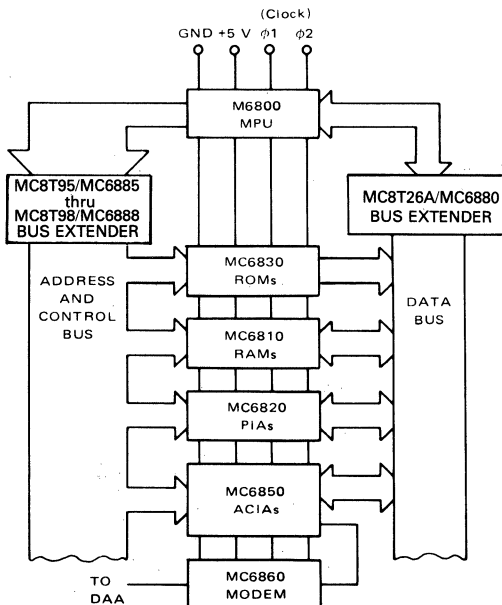 (Clock)
GND +5 V φ1 φ2
M6800
MPU
MC8T95/MC6885
thru
MC8T98/MC6888
BUS EXTENDER
MC8T26A/MC6880
BUS EXTENDER
ADDRESS
AND
CONTROL
BUS
MC6830
ROMs
DATA
BUS
MC6810
RAMs
MC6820
PIAs
MC6850
ACIAs
TO
DAA
MC6860
MODEM